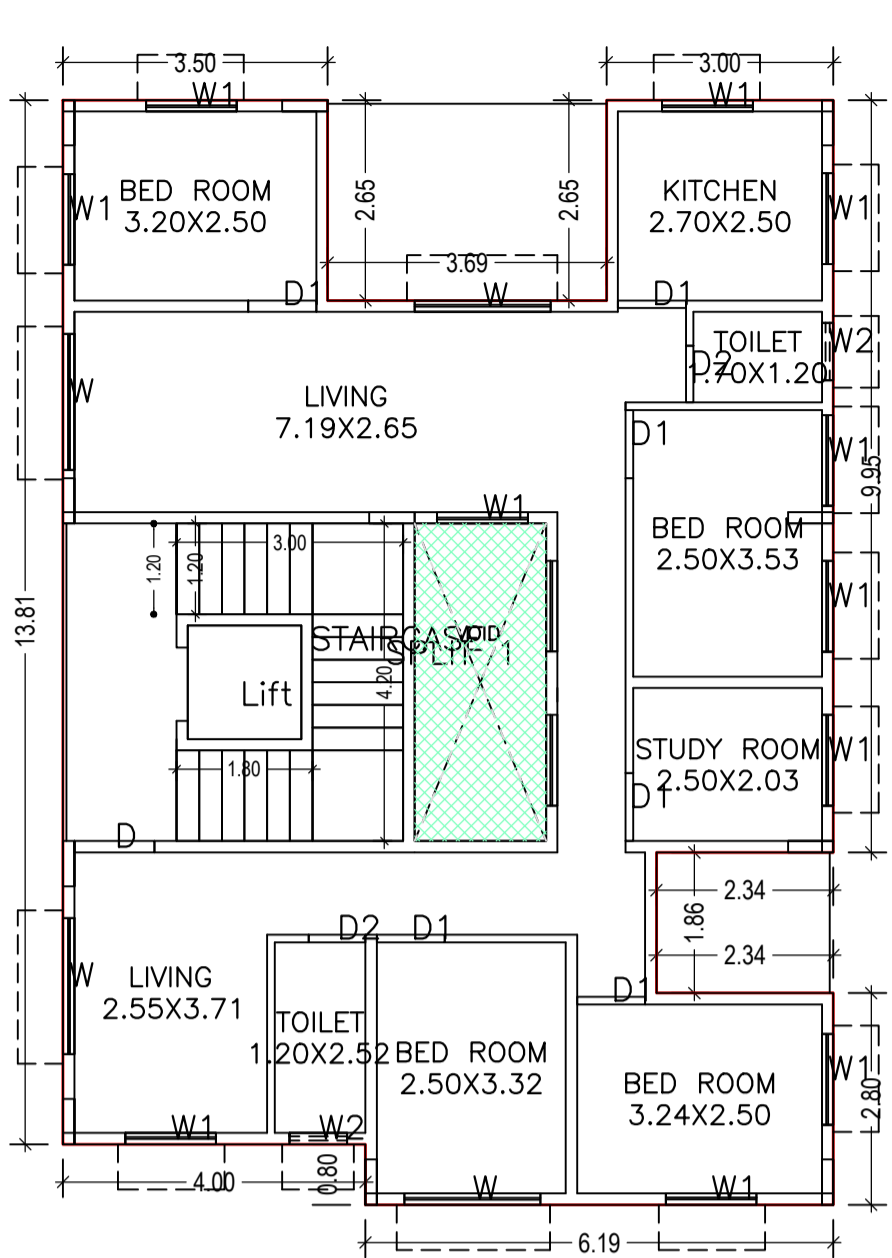 3.50
3.00
W1
W1
BED ROOM
3.20X2.50
W1
2.65
2.65
KITCHEN
2.70X2.50
W1
3.69
D1
W
D1
TOILET
1.70X1.20
D2
W2
W
LIVING
7.19X2.65
D1
W1
9.95
W1
BED ROOM
2.50X3.53
1.20
1.20
3.00
W1
13.81
STAIRCASE
VOID
SPLIT 1
Lift
4.20
STUDY ROOM
2.50X2.03
W1
D1
1.80
D
2.34
1.86
2.34
D2
D1
W
LIVING
2.55X3.71
D1
TOILET
1.20X2.52
BED ROOM
2.50X3.32
BED ROOM
3.24X2.50
W1
2.80
W1
W2
4.00
0.80
W
W1
6.19